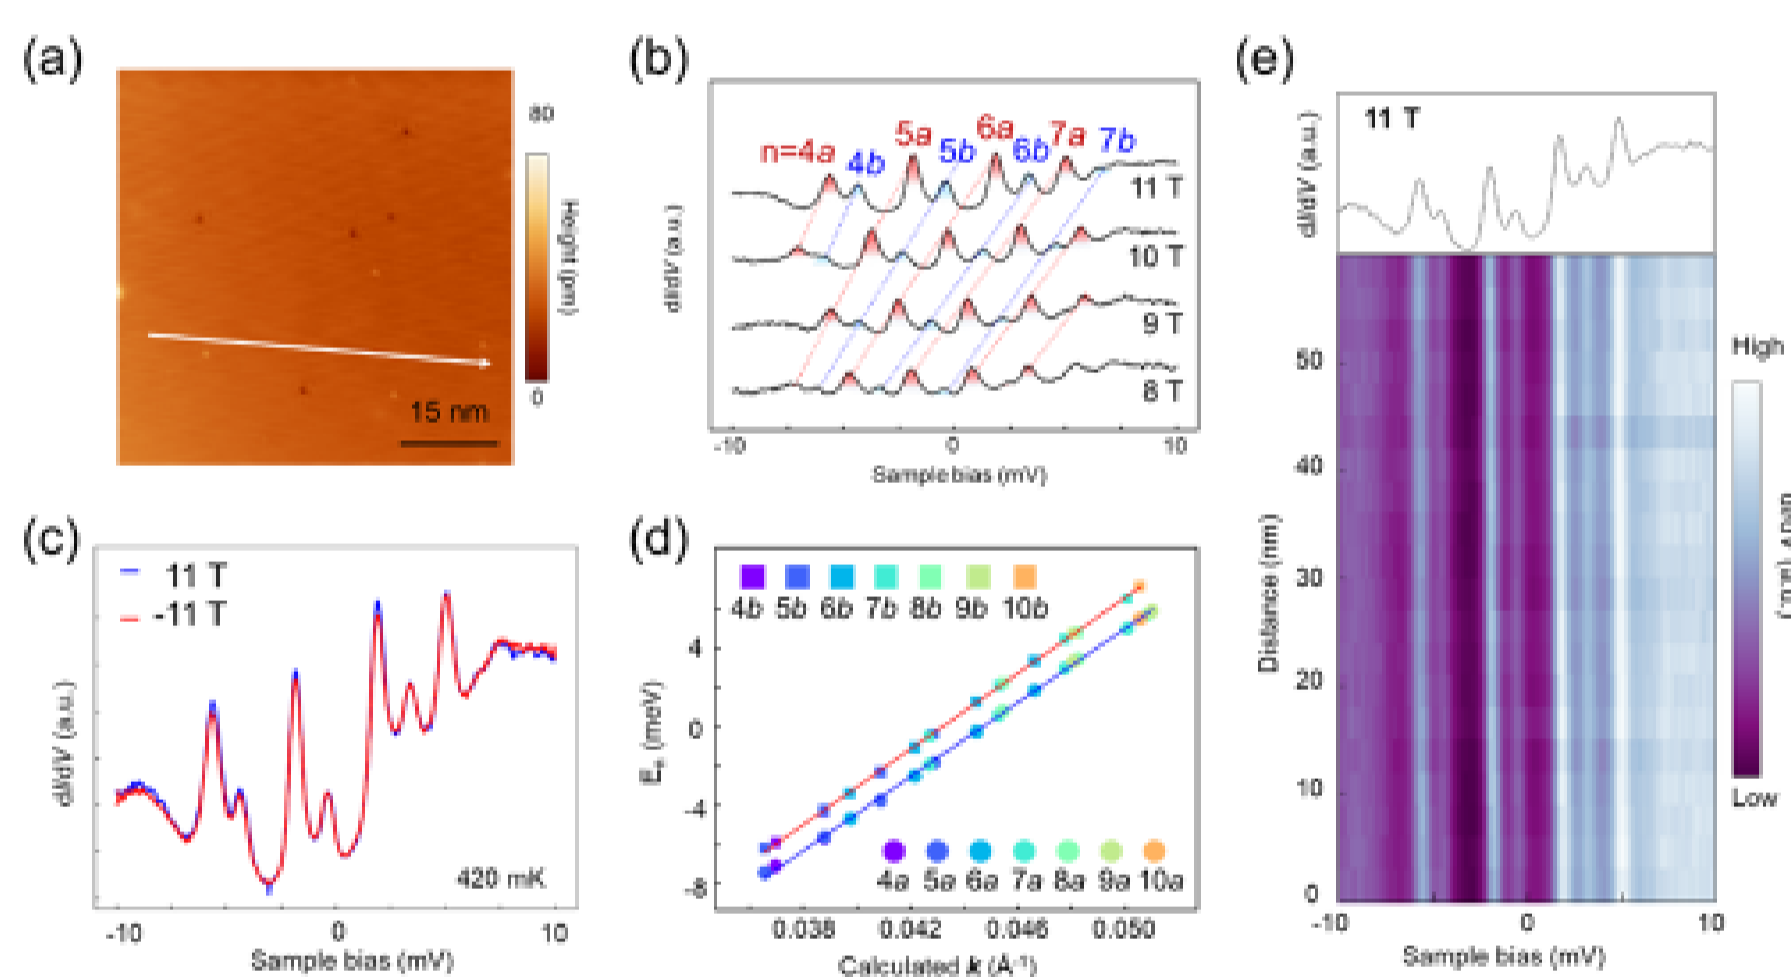 (a)
80
Height (pm)
0
15 nm
(b)
n=4a 4b 5a 5b 6a 6b 7a 7b
11 T
10 T
9 T
8 T
dI/dV (a.u.)
-10 0 10
Sample bias (mV)
(c)
11 T
-11 T
dI/dV (a.u.)
420 mK
-10 0 10
Sample bias (mV)
(d)
4b 5b 6b 7b 8b 9b 10b
4
0
-4
-8
4a 5a 6a 7a 8a 9a 10a
0.038 0.042 0.046 0.050
Calculated k (Å⁻¹)
(e)
11 T
dI/dV (a.u.)
50
40
30
20
10
0
Distance (nm)
-10 0 10
Sample bias (mV)
High
Low